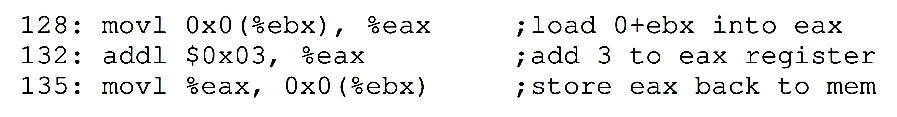 128: movl 0x0(%ebx), %eax ;load 0+ebx into eax
132: addl $0x03, %eax ;add 3 to eax register
135: movl %eax, 0x0(%ebx) ;store eax back to mem